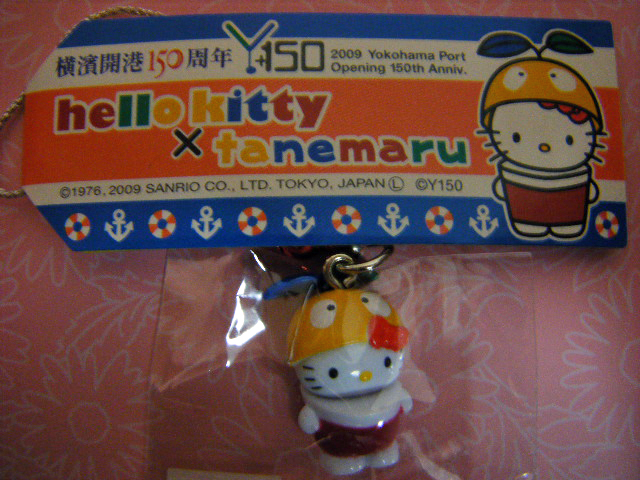 横濱開港150周年 Y+150 2009 Yokohama Port
Opening 150th Anniv.
hello kitty
× tanemaru
©1976, 2009 SANRIO CO., LTD. TOKYO, JAPAN Ⓛ ©Y150